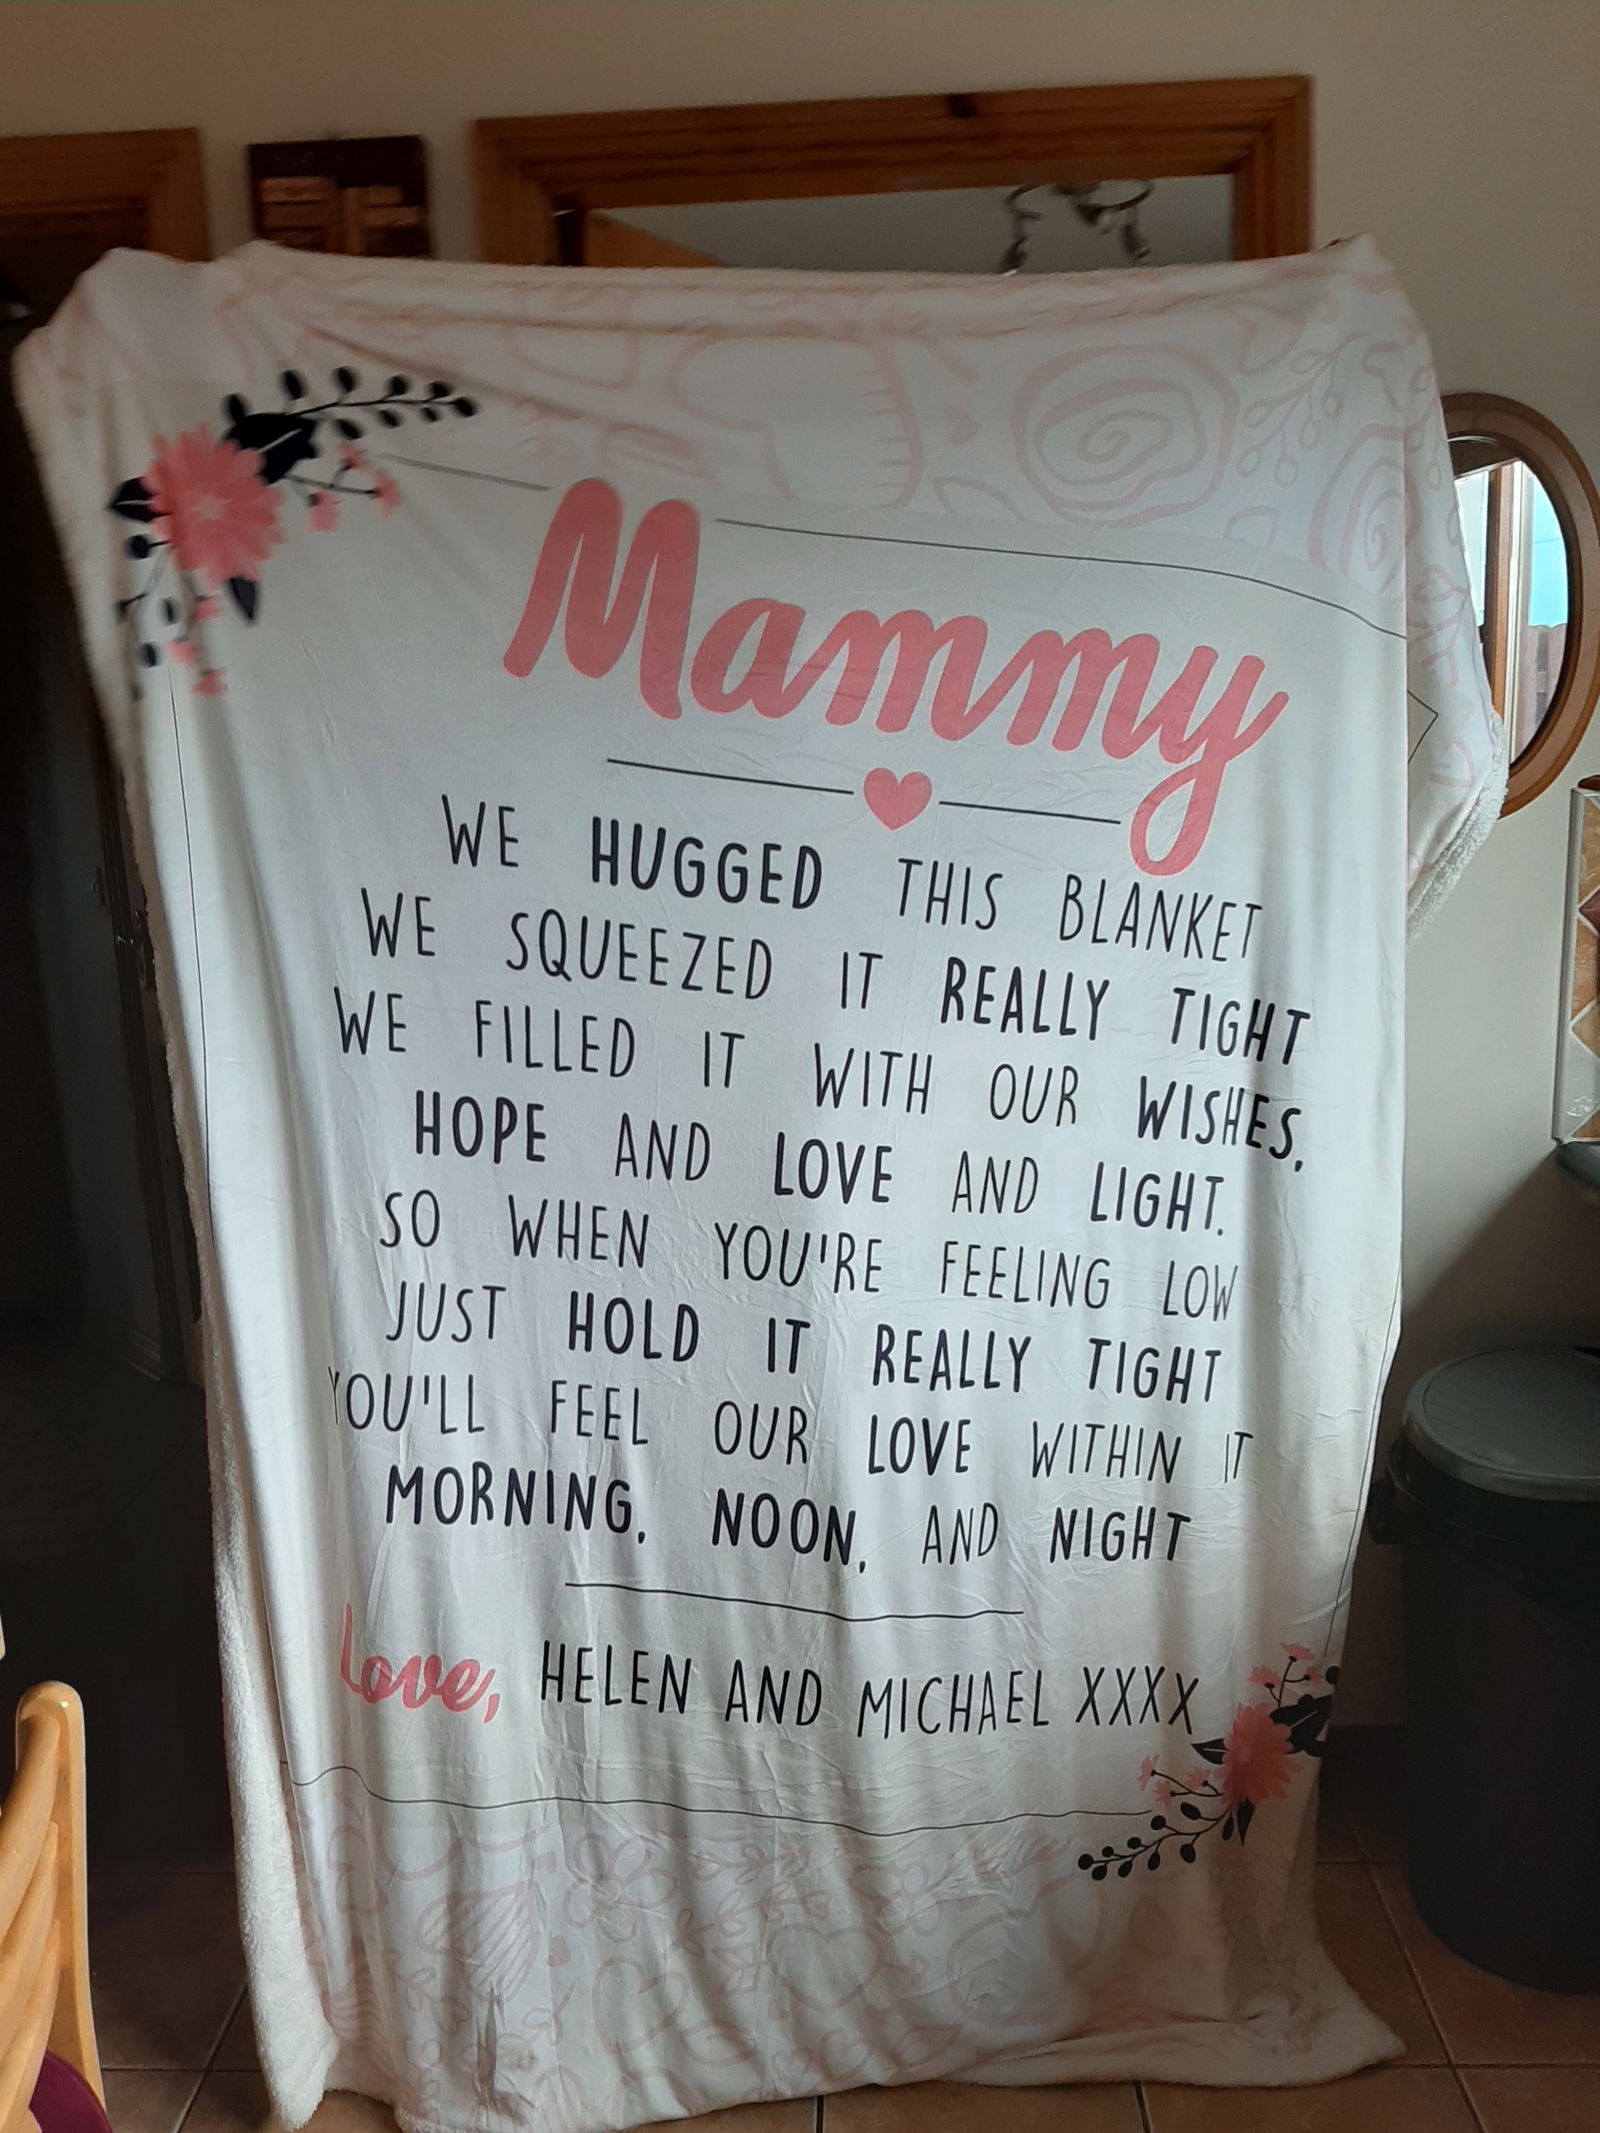 Mammy
WE HUGGED THIS BLANKET
WE SQUEEZED IT REALLY TIGHT
WE FILLED IT WITH OUR WISHES,
HOPE AND LOVE AND LIGHT.
SO WHEN YOU'RE FEELING LOW
JUST HOLD IT REALLY TIGHT
YOU'LL FEEL OUR LOVE WITHIN IT
MORNING, NOON, AND NIGHT
Love, HELEN AND MICHAEL XXXX